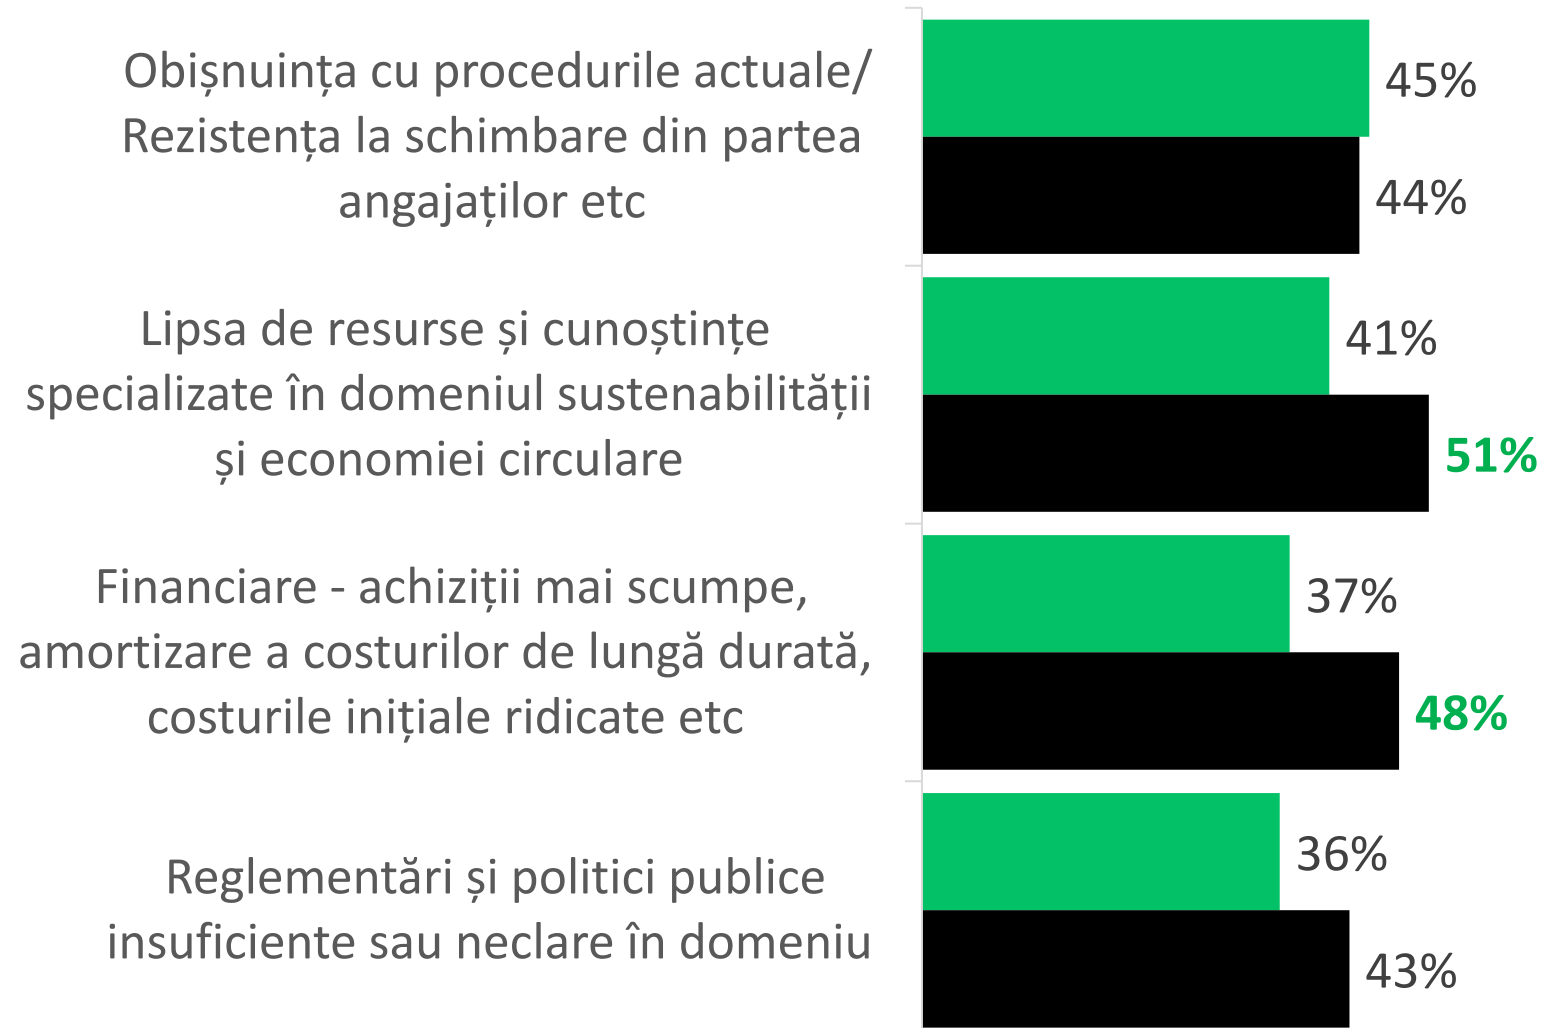 Obișnuința cu procedurile actuale/
Rezistența la schimbare din partea
angajaților etc
45%
44%
Lipsa de resurse și cunoștințe
specializate în domeniul sustenabilității
și economiei circulare
41%
51%
Financiare - achiziții mai scumpe,
amortizare a costurilor de lungă durată,
costurile inițiale ridicate etc
37%
48%
Reglementări și politici publice
insuficiente sau neclare în domeniu
36%
43%